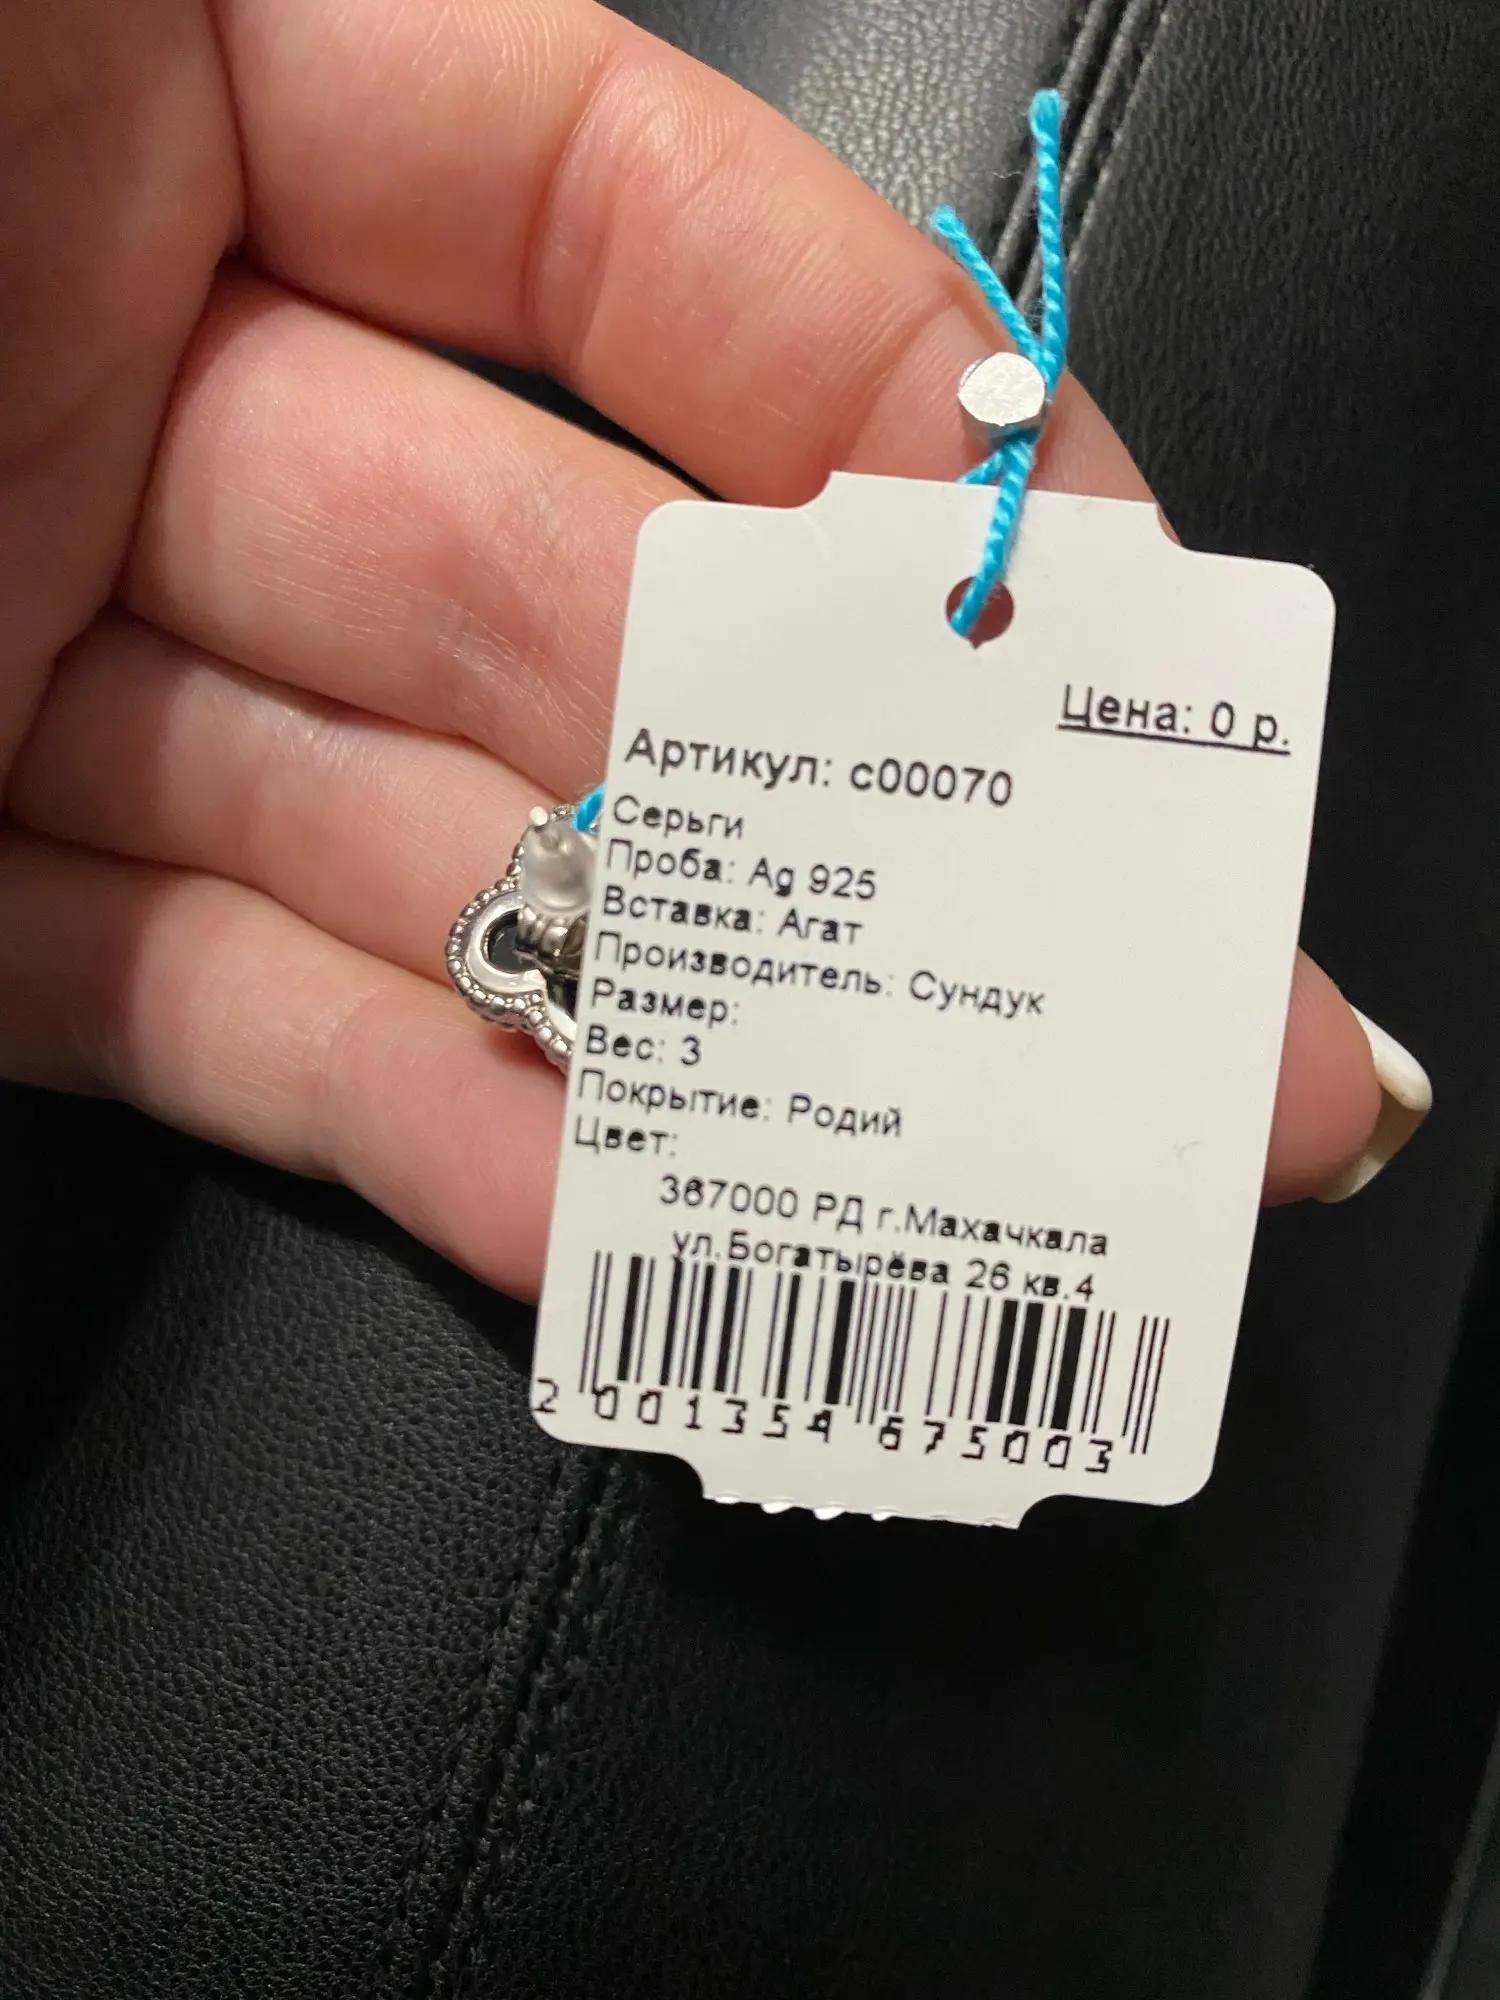 Цена: 0 р.
Артикул: с00070
Серьги
Проба: Ag 925
Вставка: Агат
Производитель: Сундук
Размер:
Вес: 3
Покрытие: Родий
Цвет:
367000 РД г.Махачкала
ул.Богатырёва 26 кв.4
2 001354 675003